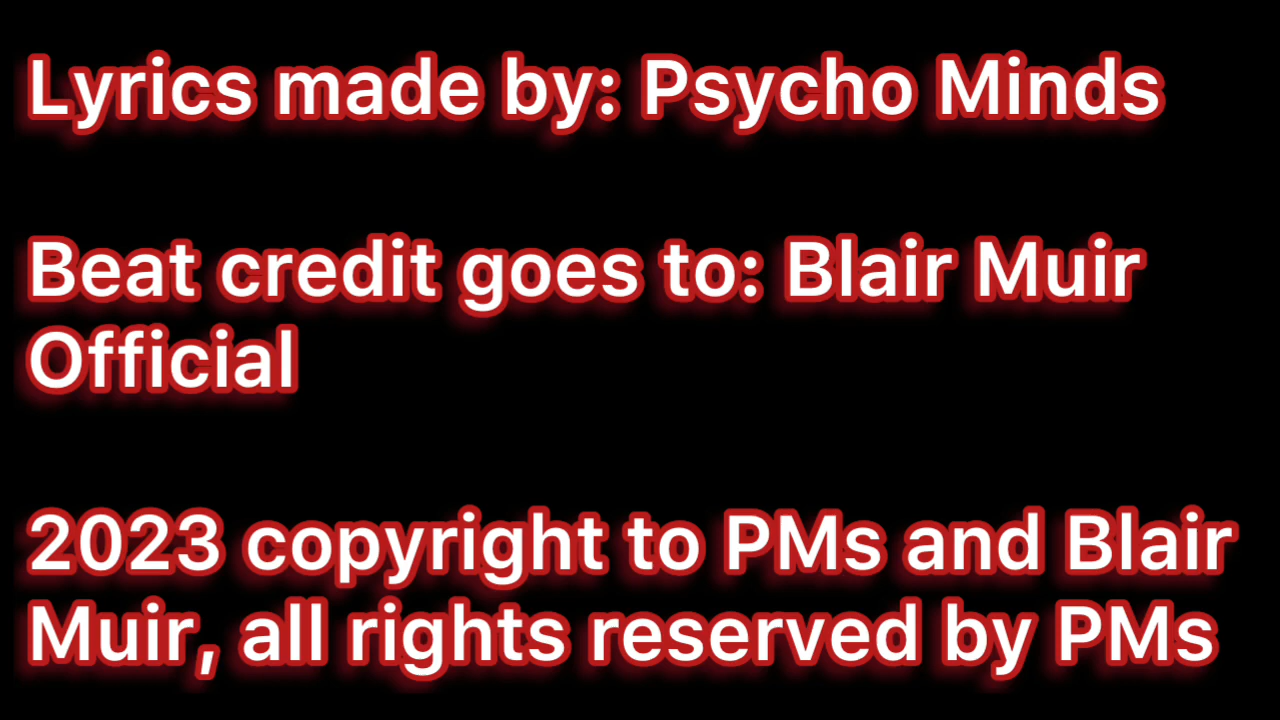 Lyrics made by: Psycho Minds
Beat credit goes to: Blair Muir
Official
2023 copyright to PMs and Blair
Muir, all rights reserved by PMs